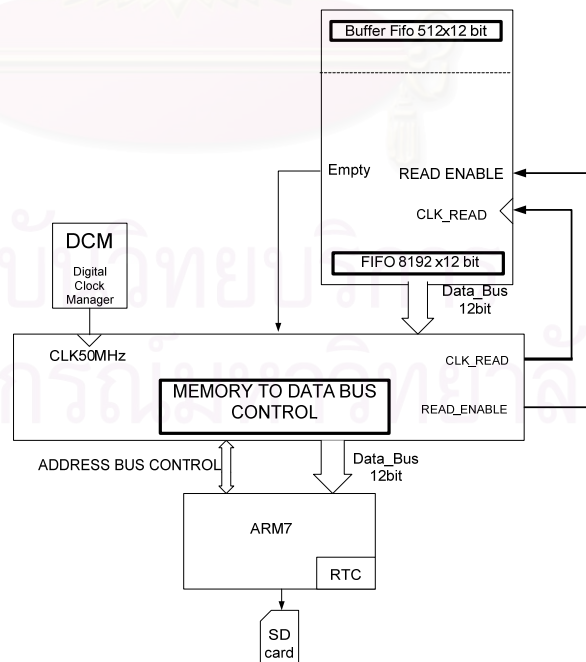 Buffer Fifo 512x12 bit
Empty
READ ENABLE
CLK_READ
FIFO 8192 x12 bit
Data_Bus
12bit
DCM
Digital
Clock
Manager
CLK50MHz
CLK_READ
READ_ENABLE
MEMORY TO DATA BUS
CONTROL
ADDRESS BUS CONTROL
Data_Bus
12bit
ARM7
RTC
SD
card